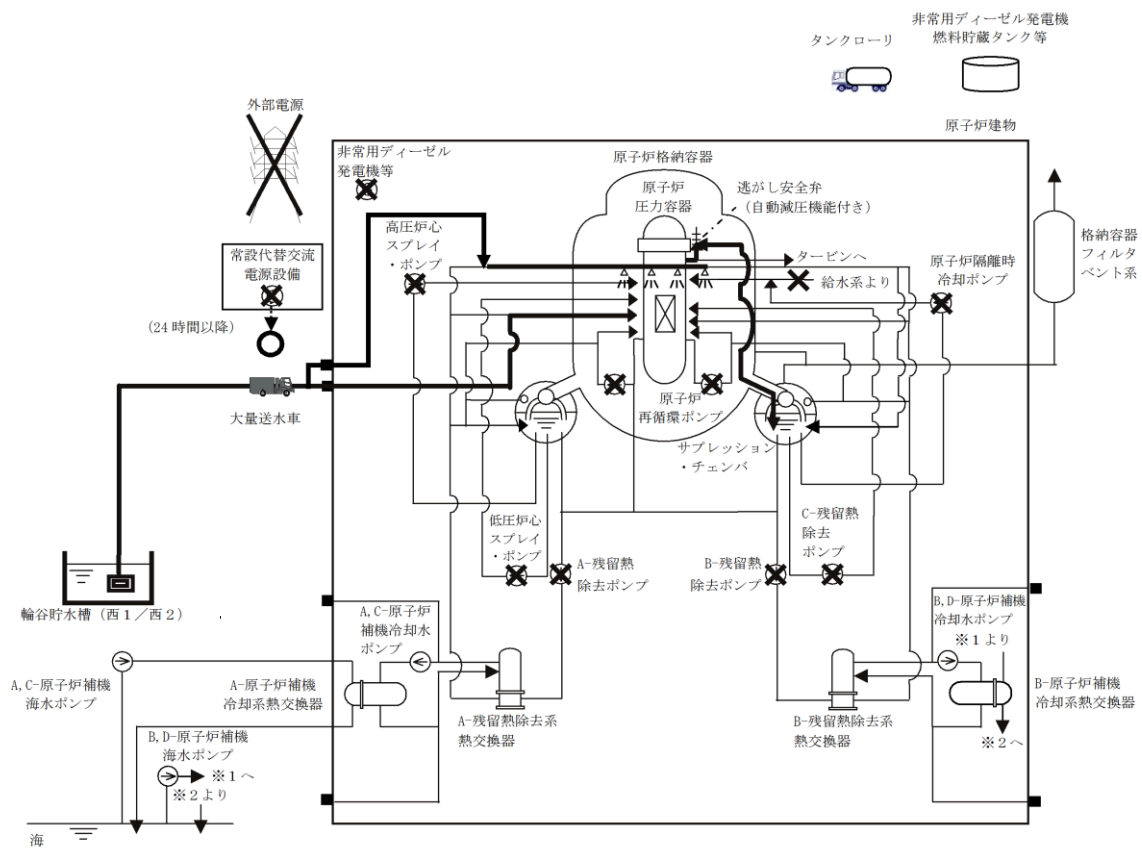 タンクローリ
非常用ディーゼル発電機
燃料貯蔵タンク等
外部電源
原子炉建物
非常用ディーゼル
発電機等
原子炉格納容器
原子炉
圧力容器
逃がし安全弁
(自動減圧機能付き)
高圧炉心
スプレイ
・ポンプ
常設代替交流
電源設備
(24時間以降)
タービンへ
給水系より
原子炉隔離時
冷却ポンプ
格納容器
フィルタ
ベント系
大量送水車
原子炉
再循環ポンプ
サプレッション
・チェンバ
低圧炉心
スプレイ
・ポンプ
A-残留熱
除去ポンプ
B-残留熱
除去ポンプ
C-残留熱
除去
ポンプ
輪谷貯水槽(西1/西2)
A,C-原子炉
補機冷却水
ポンプ
B,D-原子炉補機
冷却水ポンプ
※1より
A,C-原子炉補機
海水ポンプ
A-原子炉補機
冷却系熱交換器
A-残留熱除去系
熱交換器
B-残留熱除去系
熱交換器
B-原子炉補機
冷却系熱交換器
※2へ
B,D-原子炉補機
海水ポンプ
※1へ
※2より
海